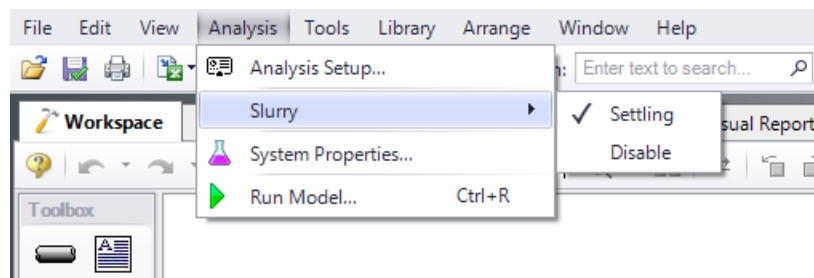 File Edit View Analysis Tools Library Arrange Window Help
Analysis Setup...
Enter text to search...
Slurry
Settling
Workspace
sual Report
Disable
System Properties...
Run Model... Ctrl+R
Toolbox
A